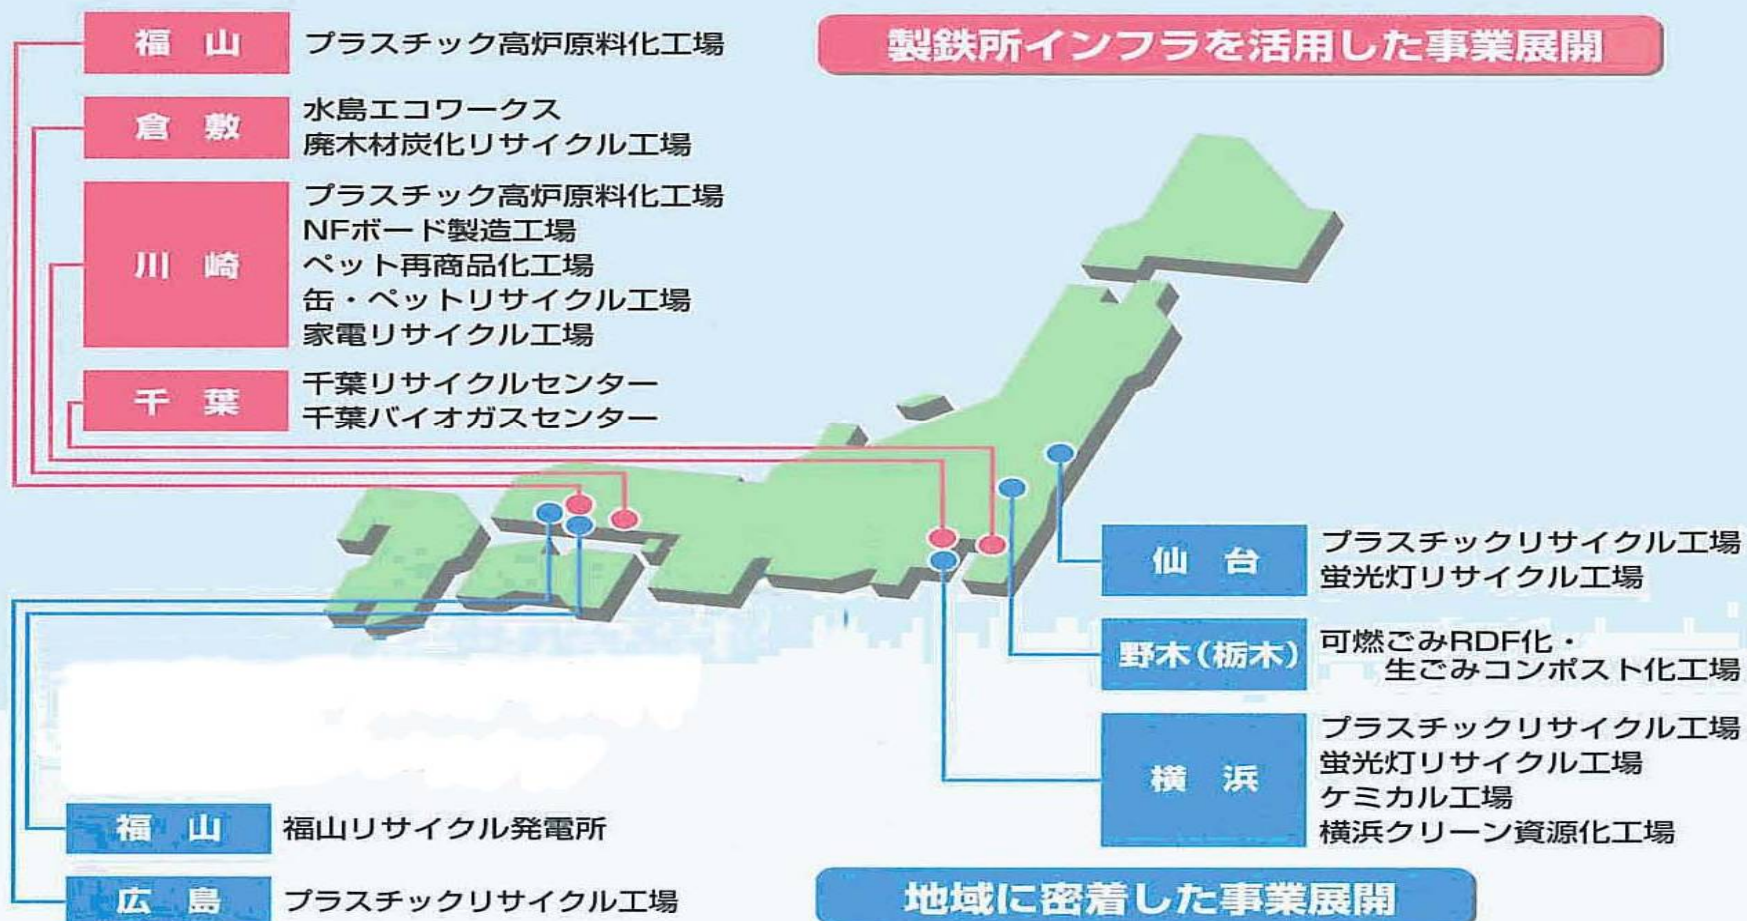 福山
プラスチック高炉原料化工場
製鉄所インフラを活用した事業展開
倉敷
水島エコワークス
廃木材炭化リサイクル工場
川崎
プラスチック高炉原料化工場
NFボード製造工場
ペット再商品化工場
缶・ペットリサイクル工場
家電リサイクル工場
千葉
千葉リサイクルセンター
千葉バイオガスセンター
仙台
プラスチックリサイクル工場
蛍光灯リサイクル工場
野木(栃木)
可燃ごみRDF化・
生ごみコンポスト化工場
横浜
プラスチックリサイクル工場
蛍光灯リサイクル工場
ケミカル工場
横浜クリーン資源化工場
福山
福山リサイクル発電所
広島
プラスチックリサイクル工場
地域に密着した事業展開